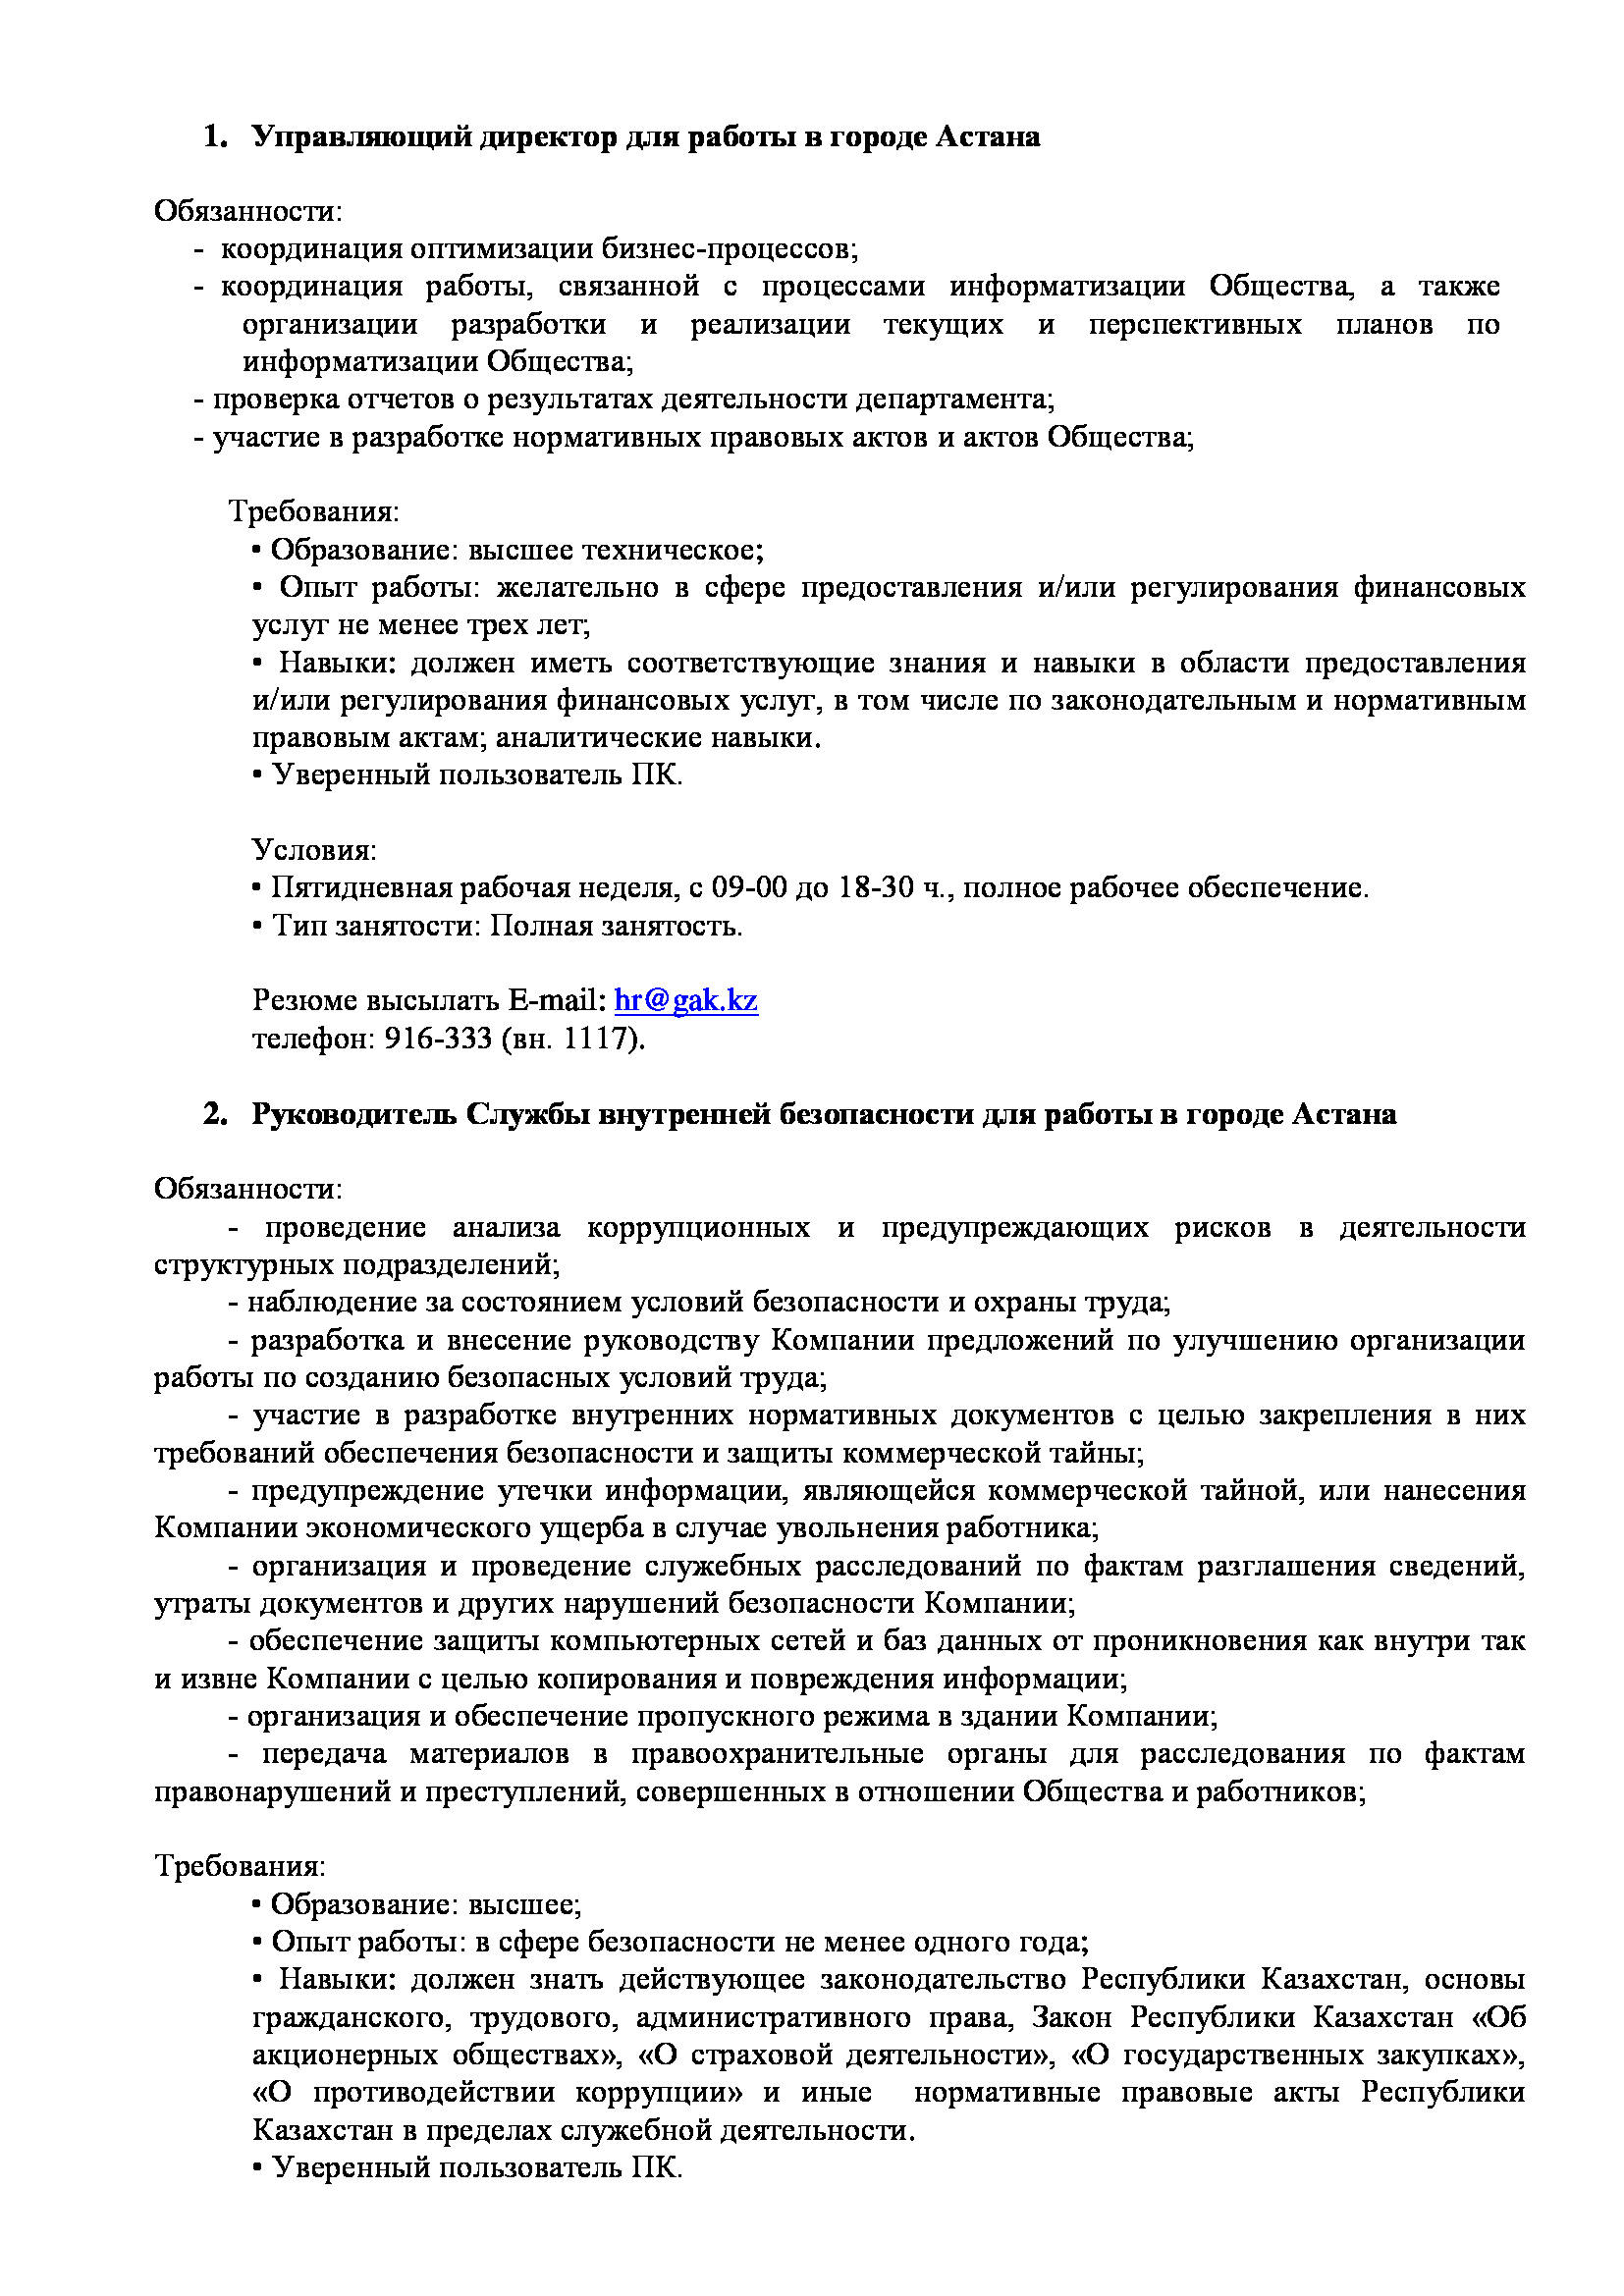 1. Управляющий директор для работы в городе Астана
Обязанности:
- координация оптимизации бизнес-процессов;
- координация работы, связанной с процессами информатизации Общества, а также
организации разработки и реализации текущих и перспективных планов по
информатизации Общества;
- проверка отчетов о результатах деятельности департамента;
- участие в разработке нормативных правовых актов и актов Общества;
Требования:
• Образование: высшее техническое;
• Опыт работы: желательно в сфере предоставления и/или регулирования финансовых
услуг не менее трех лет;
• Навыки: должен иметь соответствующие знания и навыки в области предоставления
и/или регулирования финансовых услуг, в том числе по законодательным и нормативным
правовым актам; аналитические навыки.
• Уверенный пользователь ПК.
Условия:
• Пятидневная рабочая неделя, с 09-00 до 18-30 ч., полное рабочее обеспечение.
• Тип занятости: Полная занятость.
Резюме высылать E-mail: hr@gak.kz
телефон: 916-333 (вн. 1117).
2. Руководитель Службы внутренней безопасности для работы в городе Астана
Обязанности:
- проведение анализа коррупционных и предупреждающих рисков в деятельности
структурных подразделений;
- наблюдение за состоянием условий безопасности и охраны труда;
- разработка и внесение руководству Компании предложений по улучшению организации
работы по созданию безопасных условий труда;
- участие в разработке внутренних нормативных документов с целью закрепления в них
требований обеспечения безопасности и защиты коммерческой тайны;
- предупреждение утечки информации, являющейся коммерческой тайной, или нанесения
Компании экономического ущерба в случае увольнения работника;
- организация и проведение служебных расследований по фактам разглашения сведений,
утраты документов и других нарушений безопасности Компании;
- обеспечение защиты компьютерных сетей и баз данных от проникновения как внутри так
и извне Компании с целью копирования и повреждения информации;
- организация и обеспечение пропускного режима в здании Компании;
- передача материалов в правоохранительные органы для расследования по фактам
правонарушений и преступлений, совершенных в отношении Общества и работников;
Требования:
• Образование: высшее;
• Опыт работы: в сфере безопасности не менее одного года;
• Навыки: должен знать действующее законодательство Республики Казахстан, основы
гражданского, трудового, административного права, Закон Республики Казахстан «Об
акционерных обществах», «О страховой деятельности», «О государственных закупках»,
«О противодействии коррупции» и иные нормативные правовые акты Республики
Казахстан в пределах служебной деятельности.
• Уверенный пользователь ПК.